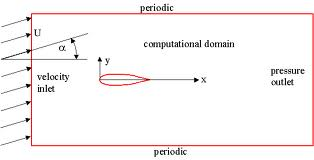 periodic
U
α
computational domain
y
velocity
inlet
x
pressure
outlet
periodic